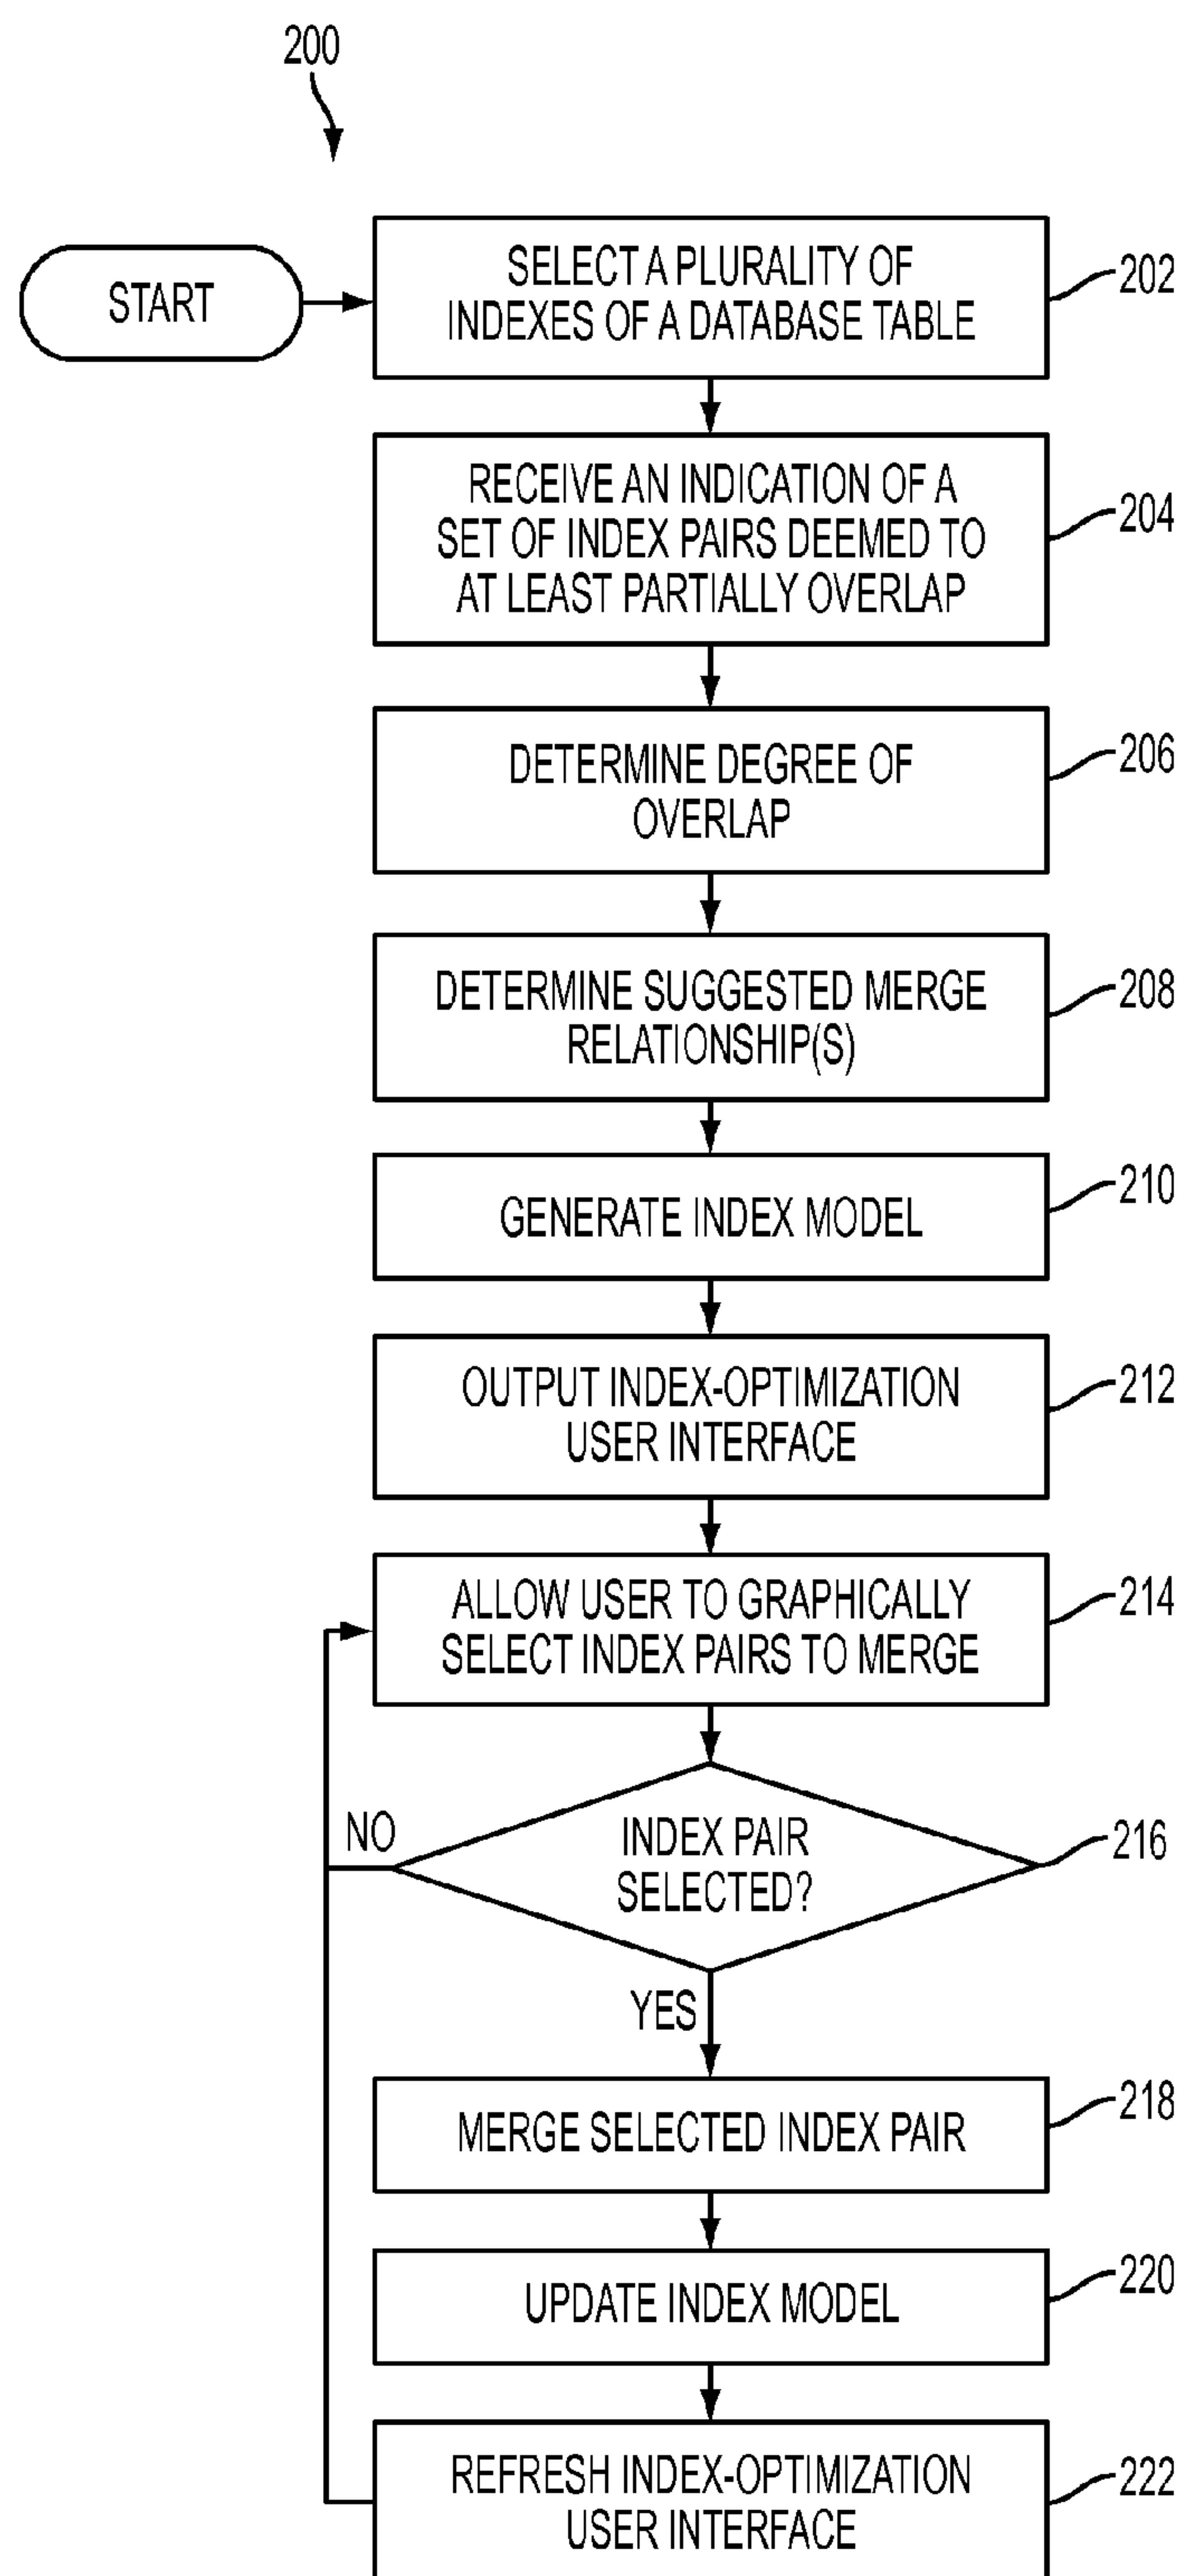 200
START
SELECT A PLURALITY OF
INDEXES OF A DATABASE TABLE
202
RECEIVE AN INDICATION OF A
SET OF INDEX PAIRS DEEMED TO
AT LEAST PARTIALLY OVERLAP
204
DETERMINE DEGREE OF
OVERLAP
206
DETERMINE SUGGESTED MERGE
RELATIONSHIP(S)
208
GENERATE INDEX MODEL
210
OUTPUT INDEX-OPTIMIZATION
USER INTERFACE
212
ALLOW USER TO GRAPHICALLY
SELECT INDEX PAIRS TO MERGE
214
NO
INDEX PAIR
SELECTED?
216
YES
MERGE SELECTED INDEX PAIR
218
UPDATE INDEX MODEL
220
REFRESH INDEX-OPTIMIZATION
USER INTERFACE
222